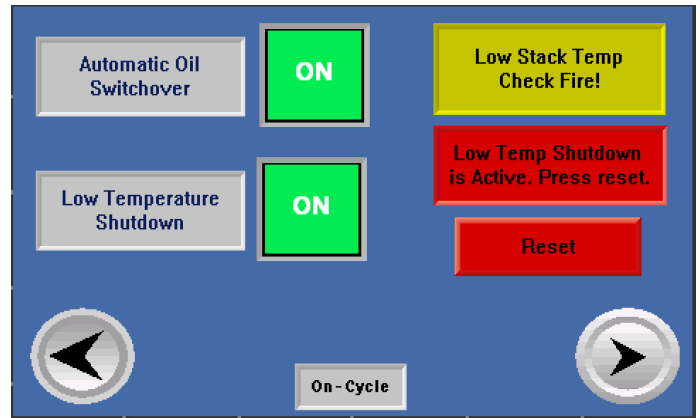 Automatic Oil
Switchover
ON
Low Stack Temp
Check Fire!
Low Temp Shutdown
is Active. Press reset.
Low Temperature
Shutdown
ON
Reset
On-Cycle